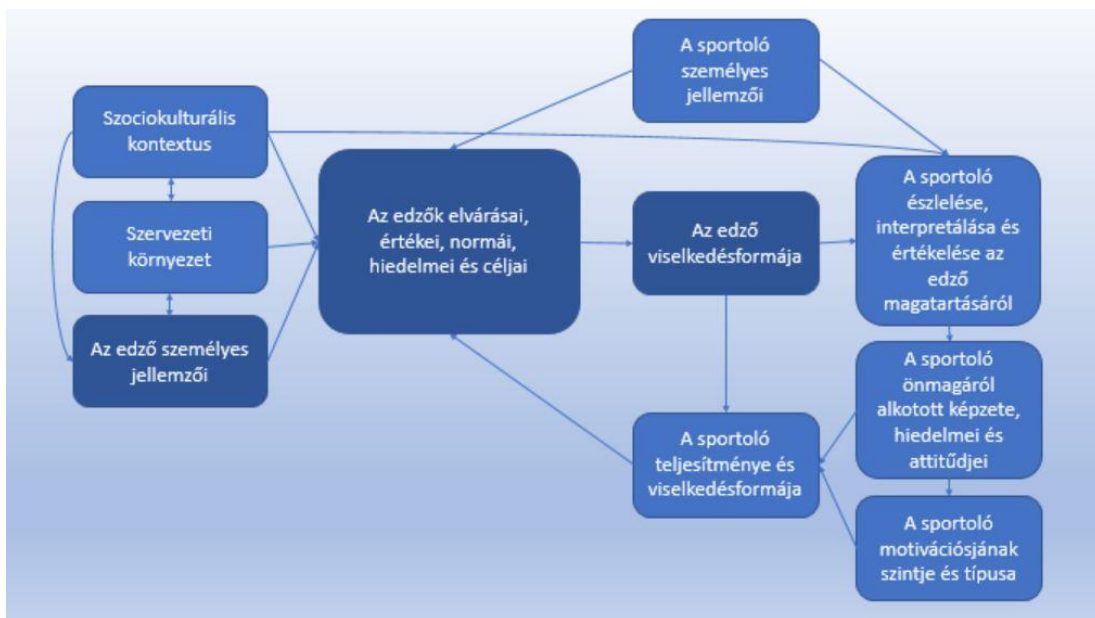 A sportoló
személyes
jellemzői
Szociokulturális
kontextus
Szervezeti
környezet
Az edző személyes
jellemzői
Az edzők elvárásai,
értékei, normái,
hiedelmei és céljai
Az edző
viselkedésformája
A sportoló
észlelése,
interpretálása és
értékelése az
edző
magatartásáról
A sportoló
önmagáról
alkotott képzete,
hiedelmei és
attitűdjei
A sportoló
teljesítménye és
viselkedésformája
A sportoló
motivációsjának
szintje és típusa